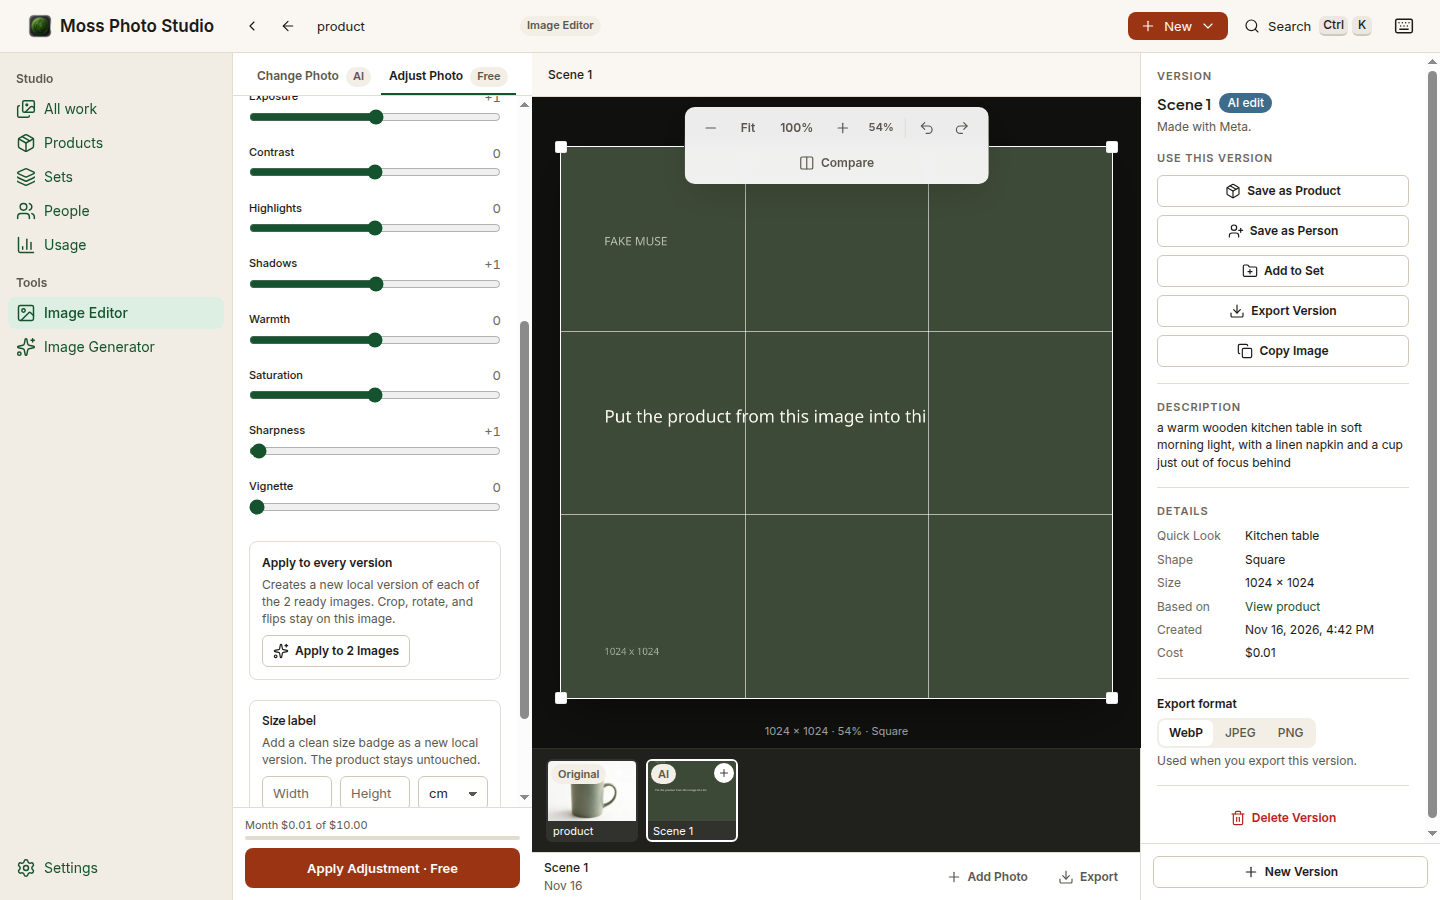 Moss Photo Studio
product
Image Editor
New
Search Ctrl K
Studio
All work
Products
Sets
People
Usage
Tools
Image Editor
Image Generator
Settings
Change Photo AI
Adjust Photo Free
Exposure +1
Contrast 0
Highlights 0
Shadows +1
Warmth 0
Saturation 0
Sharpness +1
Vignette 0
Apply to every version
Creates a new local version of each of
the 2 ready images. Crop, rotate, and
flips stay on this image.
Apply to 2 Images
Size label
Add a clean size badge as a new local
version. The product stays untouched.
Width Height cm
Month $0.01 of $10.00
Apply Adjustment · Free
Scene 1
Fit 100% 54%
Compare
FAKE MUSE
Put the product from this image into thi
1024 x 1024
1024 × 1024 · 54% · Square
Original
product
AI
Put the product from this image into thi
Scene 1
Scene 1
Nov 16
Add Photo
Export
VERSION
Scene 1 AI edit
Made with Meta.
USE THIS VERSION
Save as Product
Save as Person
Add to Set
Export Version
Copy Image
DESCRIPTION
a warm wooden kitchen table in soft
morning light, with a linen napkin and a cup
just out of focus behind
DETAILS
Quick Look Kitchen table
Shape Square
Size 1024 × 1024
Based on View product
Created Nov 16, 2026, 4:42 PM
Cost $0.01
Export format
WebP JPEG PNG
Used when you export this version.
Delete Version
New Version